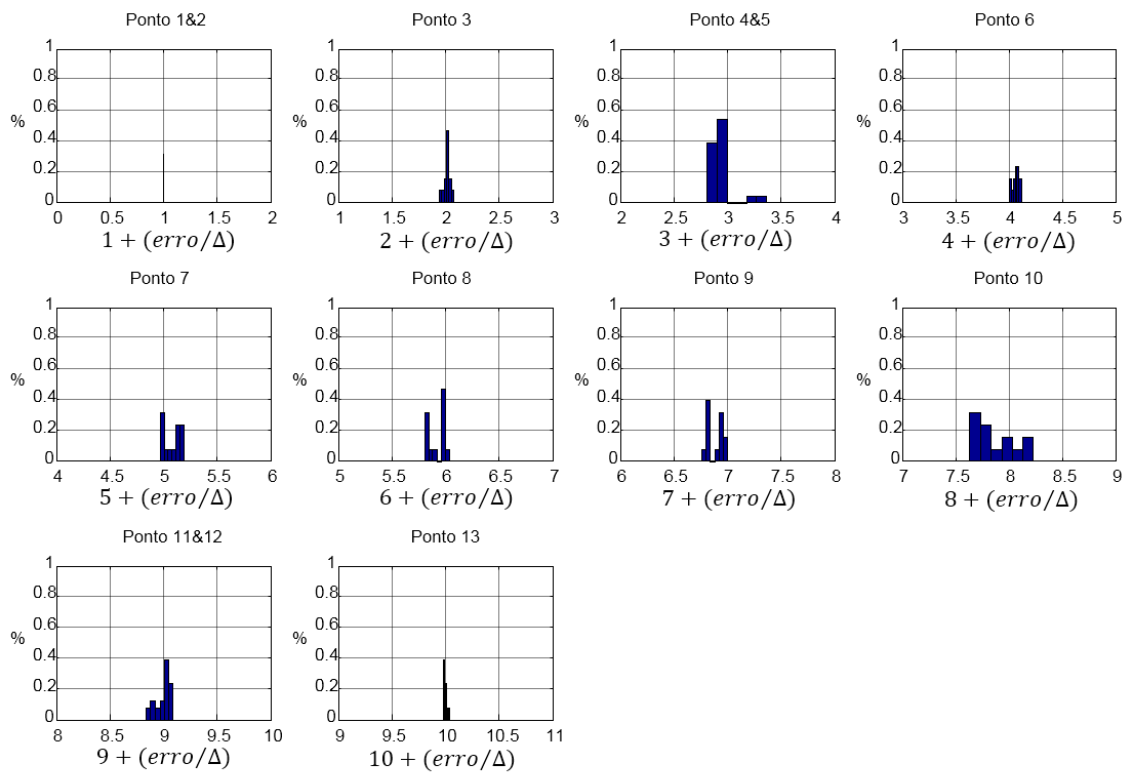 Ponto 1&2
1
0.8
0.6
%
0.4
0.2
0
0 0.5 1 1.5 2
1 + (erro/Δ)
Ponto 3
1
0.8
0.6
%
0.4
0.2
0
1 1.5 2 2.5 3
2 + (erro/Δ)
Ponto 4&5
1
0.8
0.6
%
0.4
0.2
0
2 2.5 3 3.5 4
3 + (erro/Δ)
Ponto 6
1
0.8
0.6
%
0.4
0.2
0
3 3.5 4 4.5 5
4 + (erro/Δ)
Ponto 7
1
0.8
0.6
%
0.4
0.2
0
4 4.5 5 5.5 6
5 + (erro/Δ)
Ponto 8
1
0.8
0.6
%
0.4
0.2
0
5 5.5 6 6.5 7
6 + (erro/Δ)
Ponto 9
1
0.8
0.6
%
0.4
0.2
0
6 6.5 7 7.5 8
7 + (erro/Δ)
Ponto 10
1
0.8
0.6
%
0.4
0.2
0
7 7.5 8 8.5 9
8 + (erro/Δ)
Ponto 11&12
1
0.8
0.6
%
0.4
0.2
0
8 8.5 9 9.5 10
9 + (erro/Δ)
Ponto 13
1
0.8
0.6
%
0.4
0.2
0
9 9.5 10 10.5 11
10 + (erro/Δ)